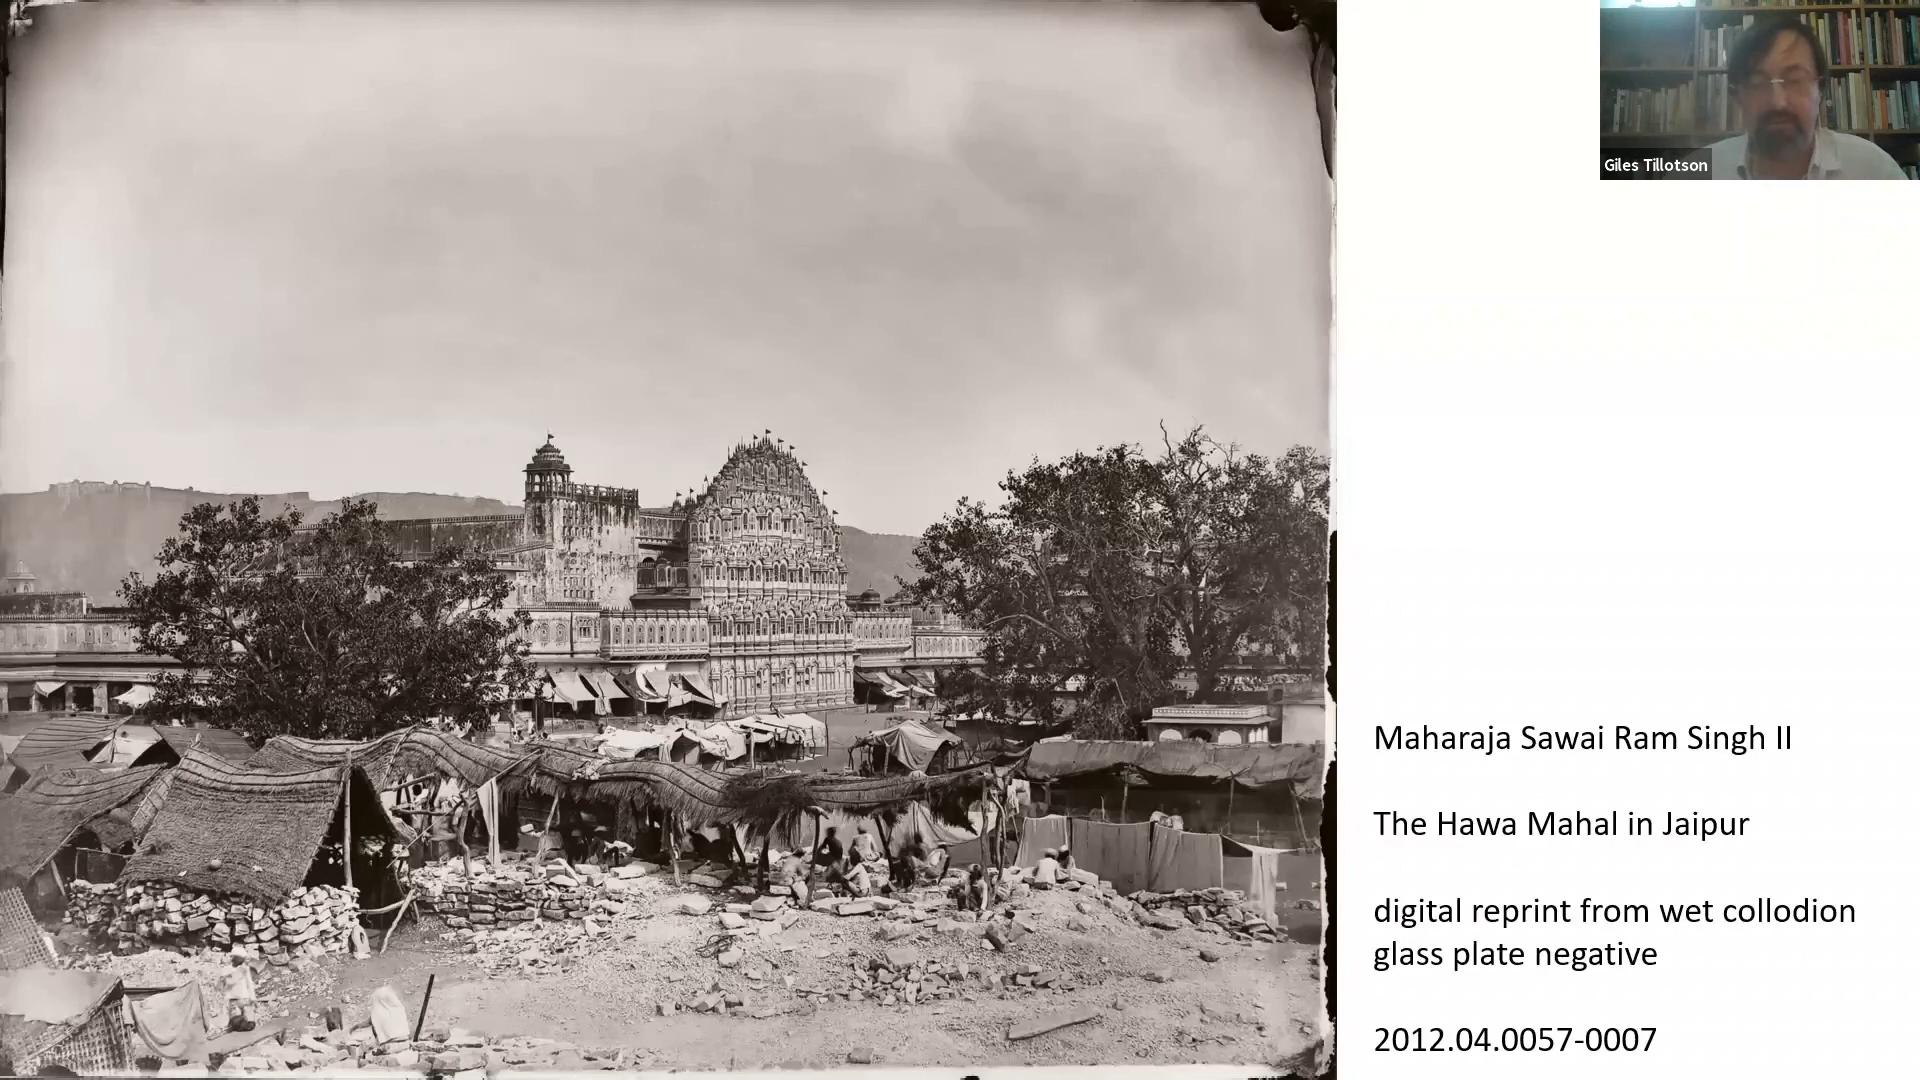 Giles Tillotson
Maharaja Sawai Ram Singh II
The Hawa Mahal in Jaipur
digital reprint from wet collodion
glass plate negative
2012.04.0057-0007